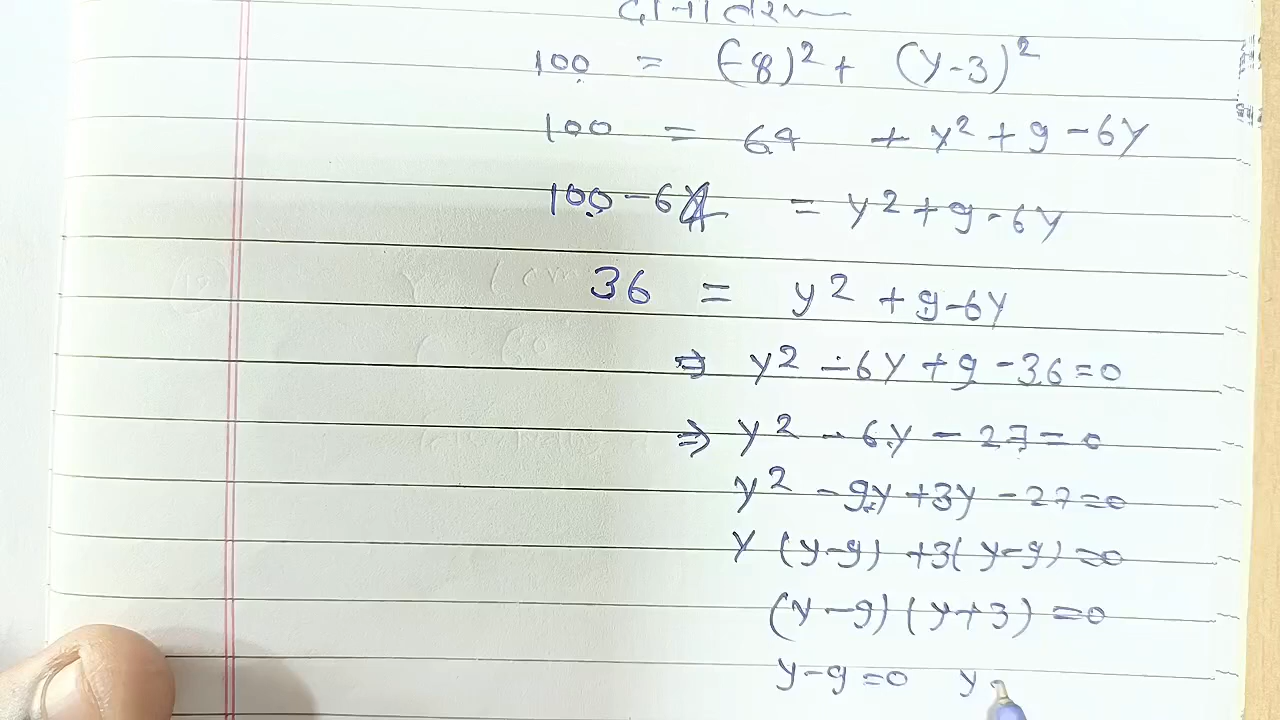 100 = (-8)² + (y-3)²
100 = 64 + y² + 9 - 6y
100 - 64 = y² + 9 - 6y
36 = y² + 9 - 6y
⇒ y² - 6y + 9 - 36 = 0
⇒ y² - 6y - 27 = 0
y² - 9y + 3y - 27 = 0
y (y-9) + 3(y-9) = 0
(y-9) (y+3) = 0
y-9 = 0 y